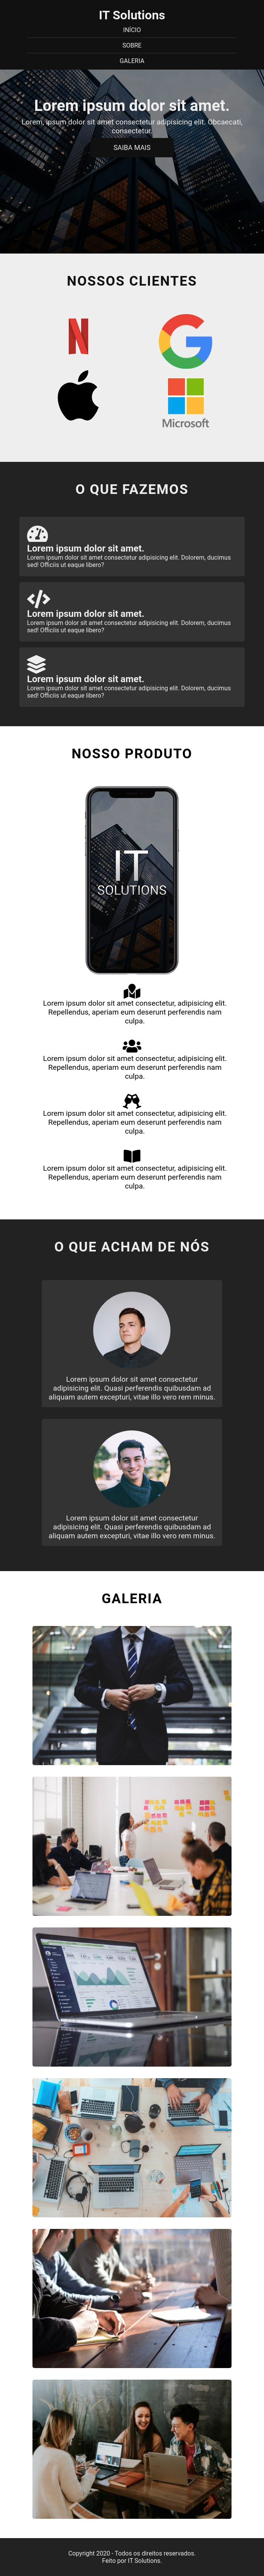 IT Solutions
INÍCIO
SOBRE
GALERIA
Lorem ipsum dolor sit amet.
Lorem, ipsum dolor sit amet consectetur adipisicing elit. Obcaecati,
consectetur.
SAIBA MAIS
NOSSOS CLIENTES
Microsoft
O QUE FAZEMOS
Lorem ipsum dolor sit amet.
Lorem ipsum dolor sit amet consectetur adipisicing elit. Dolorem, ducimus
sed! Officiis ut eaque libero?
Lorem ipsum dolor sit amet.
Lorem ipsum dolor sit amet consectetur adipisicing elit. Dolorem, ducimus
sed! Officiis ut eaque libero?
Lorem ipsum dolor sit amet.
Lorem ipsum dolor sit amet consectetur adipisicing elit. Dolorem, ducimus
sed! Officiis ut eaque libero?
NOSSO PRODUTO
IT
SOLUTIONS
Lorem ipsum dolor sit amet consectetur, adipisicing elit.
Repellendus, aperiam eum deserunt perferendis nam
culpa.
Lorem ipsum dolor sit amet consectetur, adipisicing elit.
Repellendus, aperiam eum deserunt perferendis nam
culpa.
Lorem ipsum dolor sit amet consectetur, adipisicing elit.
Repellendus, aperiam eum deserunt perferendis nam
culpa.
Lorem ipsum dolor sit amet consectetur, adipisicing elit.
Repellendus, aperiam eum deserunt perferendis nam
culpa.
O QUE ACHAM DE NÓS
Lorem ipsum dolor sit amet consectetur
adipisicing elit. Quasi perferendis quibusdam ad
aliquam autem excepturi, vitae illo vero rem minus.
Lorem ipsum dolor sit amet consectetur
adipisicing elit. Quasi perferendis quibusdam ad
aliquam autem excepturi, vitae illo vero rem minus.
GALERIA
Copyright 2020 - Todos os direitos reservados.
Feito por IT Solutions.